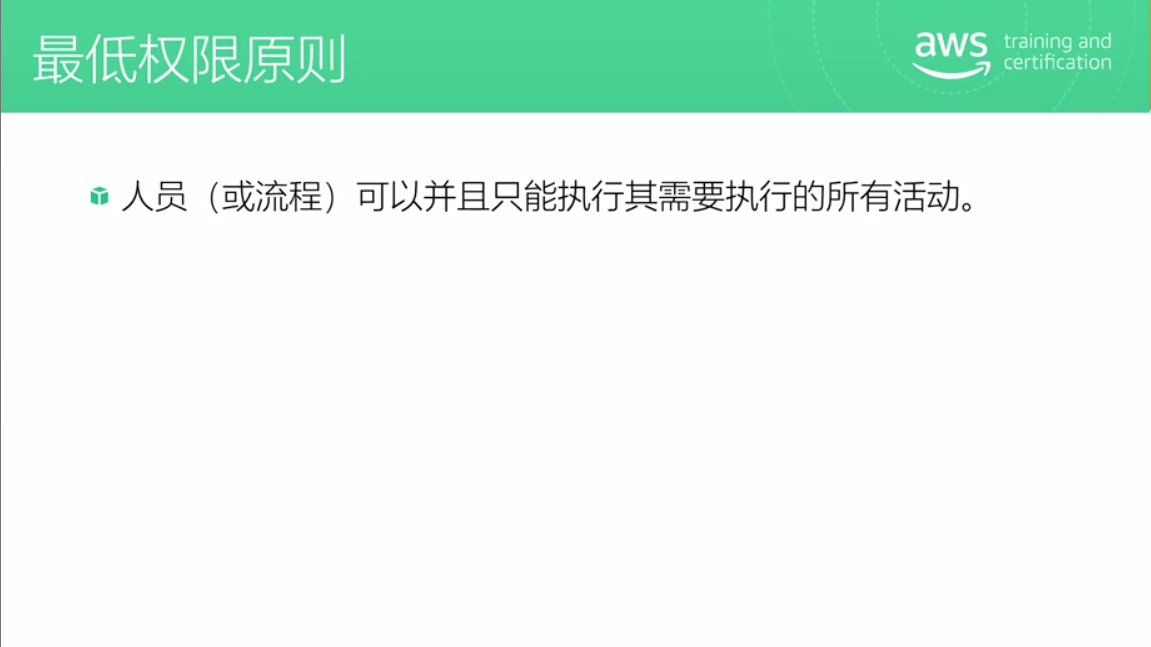 最低权限原则
aws training and
certification
人员（或流程）可以并且只能执行其需要执行的所有活动。